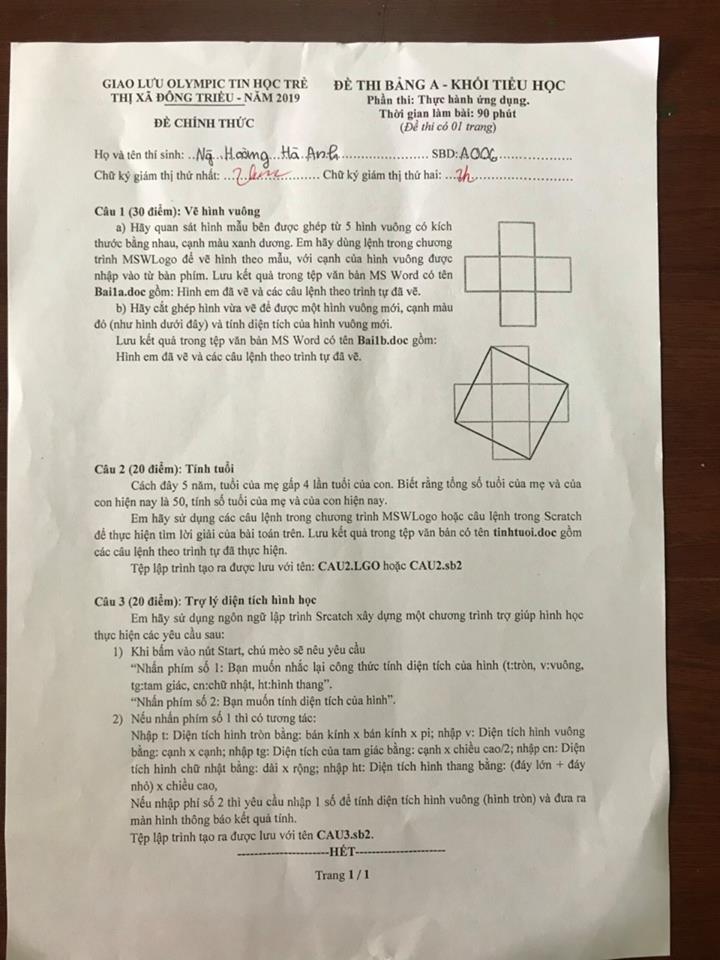 GIAO LƯU OLYMPIC TIN HỌC TRẺ
THỊ XÃ ĐÔNG TRIỀU - NĂM 2019
ĐỀ CHÍNH THỨC
ĐỀ THI BẢNG A - KHỐI TIỂU HỌC
Phần thi: Thực hành ứng dụng.
Thời gian làm bài: 90 phút
(Đề thi có 01 trang)
Họ và tên thí sinh: ..Ng. Hoàng Hà Anh........................ SBD:A006..................
Chữ ký giám thị thứ nhất: ...................... Chữ ký giám thị thứ hai: ..............................
Câu 1 (30 điểm): Vẽ hình vuông
a) Hãy quan sát hình mẫu bên được ghép từ 5 hình vuông có kích
thước bằng nhau, cạnh màu xanh dương. Em hãy dùng lệnh trong chương
trình MSWLogo để vẽ hình theo mẫu, với cạnh của hình vuông được
nhập vào từ bàn phím. Lưu kết quả trong tệp văn bản MS Word có tên
Bai1a.doc gồm: Hình em đã vẽ và các câu lệnh theo trình tự đã vẽ.
b) Hãy cắt ghép hình vừa vẽ để được một hình vuông mới, cạnh màu
đỏ (như hình dưới đây) và tính diện tích của hình vuông mới.
Lưu kết quả trong tệp văn bản MS Word có tên Bai1b.doc gồm:
Hình em đã vẽ và các câu lệnh theo trình tự đã vẽ.
Câu 2 (20 điểm): Tính tuổi
Cách đây 5 năm, tuổi của mẹ gấp 4 lần tuổi của con. Biết rằng tổng số tuổi của mẹ và của
con hiện nay là 50, tính số tuổi của mẹ và của con hiện nay.
Em hãy sử dụng các câu lệnh trong chương trình MSWLogo hoặc câu lệnh trong Scratch
để thực hiện tìm lời giải của bài toán trên. Lưu kết quả trong tệp văn bản có tên tinhtuoi.doc gồm
các câu lệnh theo trình tự đã thực hiện.
Tệp lập trình tạo ra được lưu với tên: CAU2.LGO hoặc CAU2.sb2
Câu 3 (20 điểm): Trợ lý diện tích hình học
Em hãy sử dụng ngôn ngữ lập trình Srcatch xây dựng một chương trình trợ giúp hình học
thực hiện các yêu cầu sau:
1) Khi bấm vào nút Start, chú mèo sẽ nêu yêu cầu
“Nhấn phím số 1: Bạn muốn nhắc lại công thức tính diện tích của hình (t:tròn, v:vuông,
tg:tam giác, cn:chữ nhật, ht:hình thang”.
“Nhấn phím số 2: Bạn muốn tính diện tích của hình”.
2) Nếu nhấn phím số 1 thì có tương tác:
Nhập t: Diện tích hình tròn bằng: bán kính x bán kính x pi; nhập v: Diện tích hình vuông
bằng: cạnh x cạnh; nhập tg: Diện tích của tam giác bằng: cạnh x chiều cao/2; nhập cn: Diện
tích hình chữ nhật bằng: dài x rộng; nhập ht: Diện tích hình thang bằng: (đáy lớn + đáy
nhỏ) x chiều cao,
Nếu nhập phí số 2 thì yêu cầu nhập 1 số để tính diện tích hình vuông (hình tròn) và đưa ra
màn hình thông báo kết quả tính.
Tệp lập trình tạo ra được lưu với tên CAU3.sb2.
----------------------HẾT----------------------
Trang 1 / 1